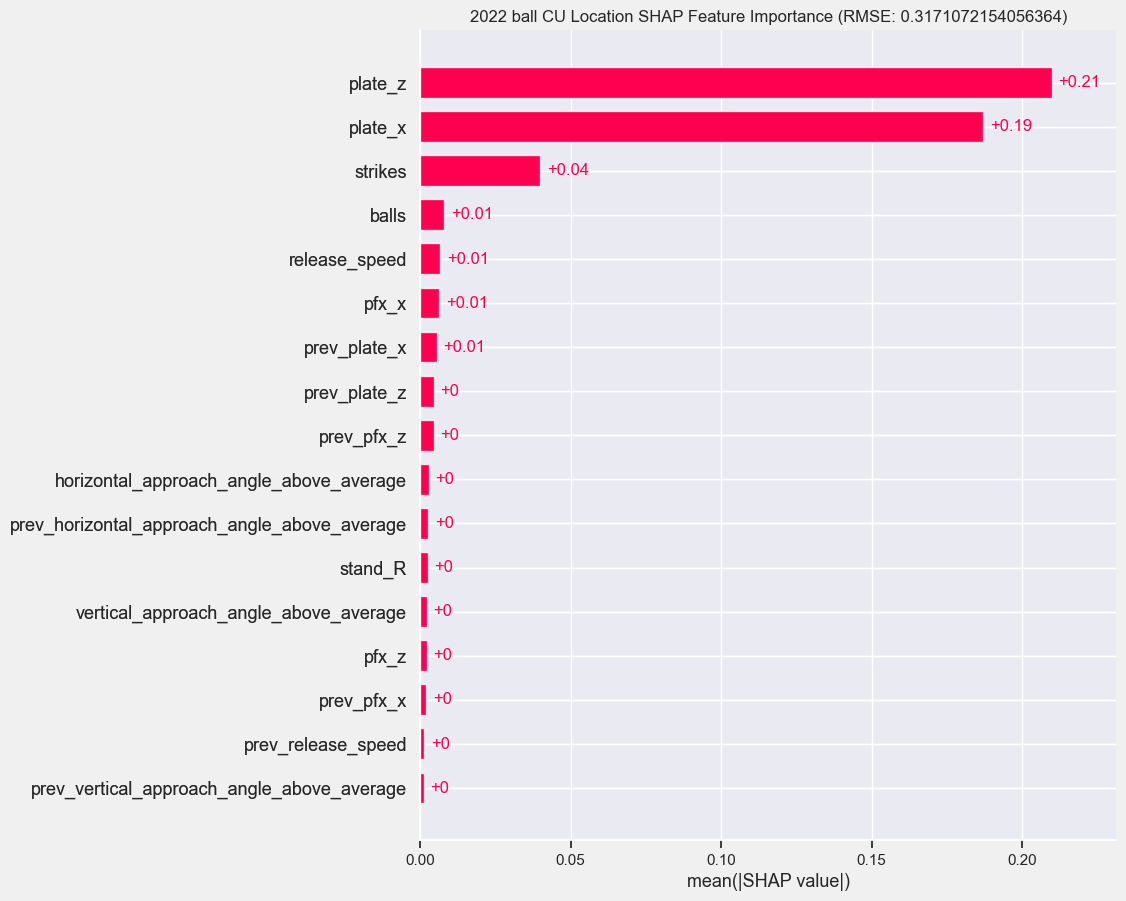 2022 ball CU Location SHAP Feature Importance (RMSE: 0.3171072154056364)
plate_z +0.21
plate_x +0.19
strikes +0.04
balls +0.01
release_speed +0.01
pfx_x +0.01
prev_plate_x +0.01
prev_plate_z +0
prev_pfx_z +0
horizontal_approach_angle_above_average +0
prev_horizontal_approach_angle_above_average +0
stand_R +0
vertical_approach_angle_above_average +0
pfx_z +0
prev_pfx_x +0
prev_release_speed +0
prev_vertical_approach_angle_above_average +0
0.00 0.05 0.10 0.15 0.20
mean(|SHAP value|)